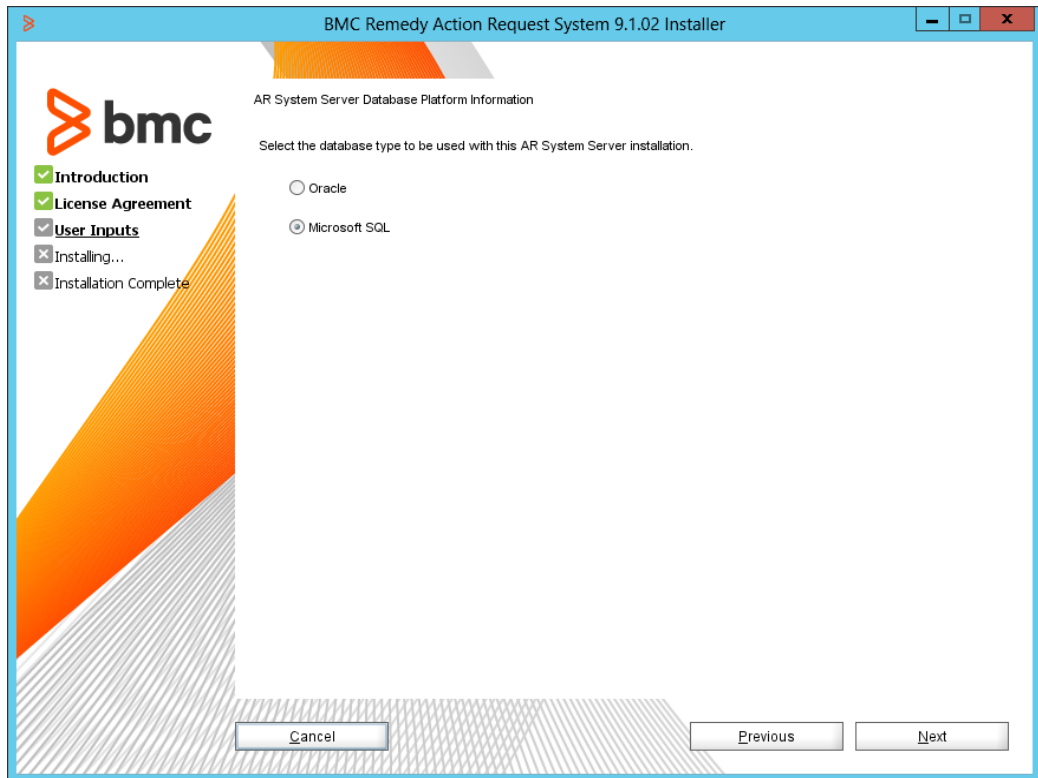 BMC Remedy Action Request System 9.1.02 Installer
bmc
Introduction
License Agreement
User Inputs
Installing...
Installation Complete
AR System Server Database Platform Information
Select the database type to be used with this AR System Server installation.
Oracle
Microsoft SQL
Cancel
Previous
Next